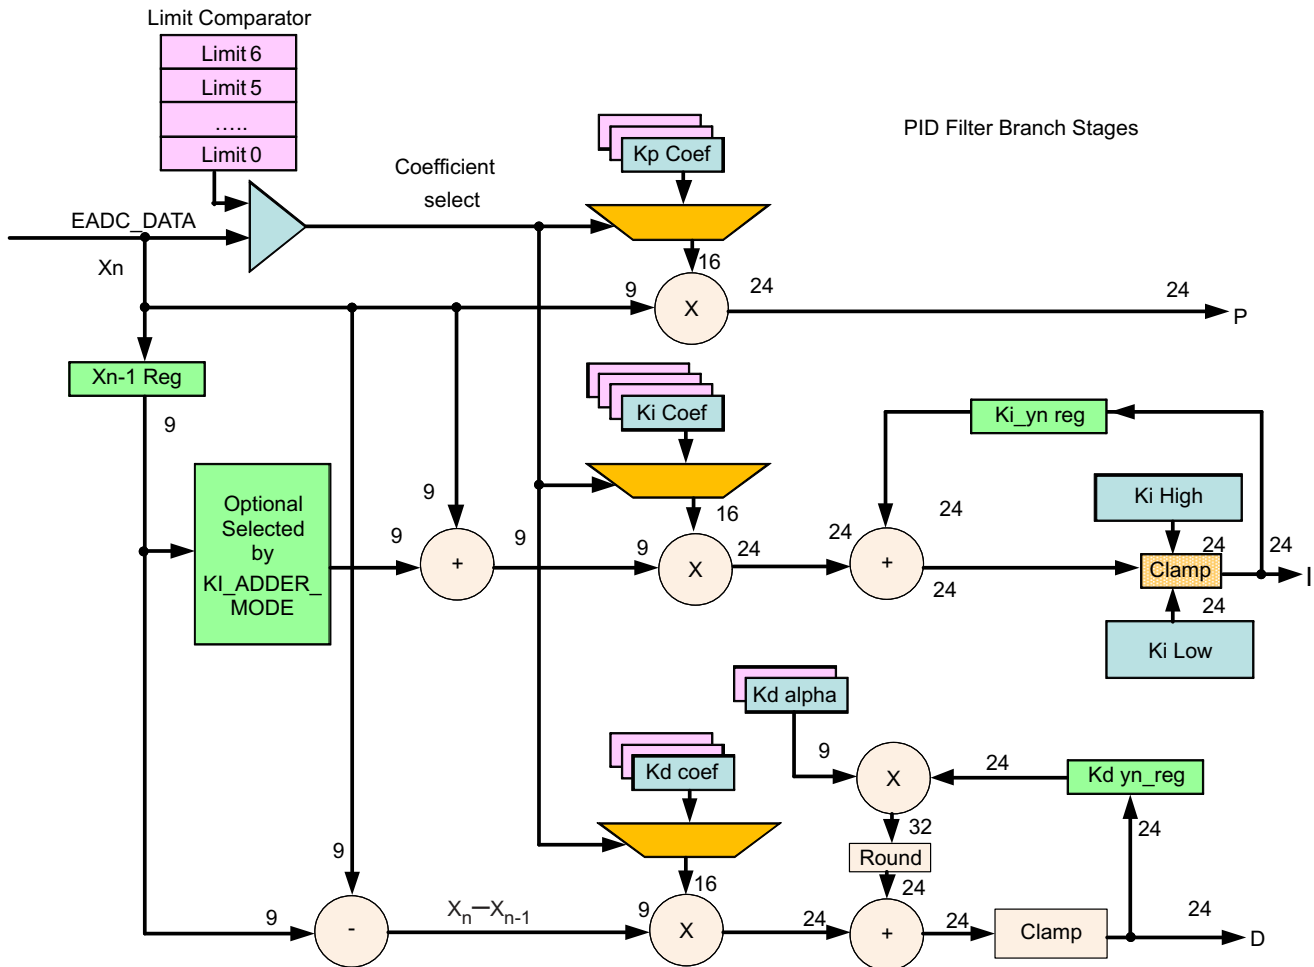 Limit Comparator
Limit 6
Limit 5
.....
Limit 0
PID Filter Branch Stages
Kp Coef
Coefficient
select
EADC_DATA
Xn
16
9
24
24
X
P
Xn-1 Reg
9
Ki Coef
Ki_yn reg
Optional
Selected
by
KI_ADDER_
MODE
9
9
+
9
16
9
X
24
24
+
24
24
Ki High
24
24
Clamp
I
24
Ki Low
Kd alpha
9
X
24
Kd yn_reg
Kd coef
32
24
Round
9
16
24
9
-
Xn—Xn-1
9
X
24
+
24
Clamp
24
D